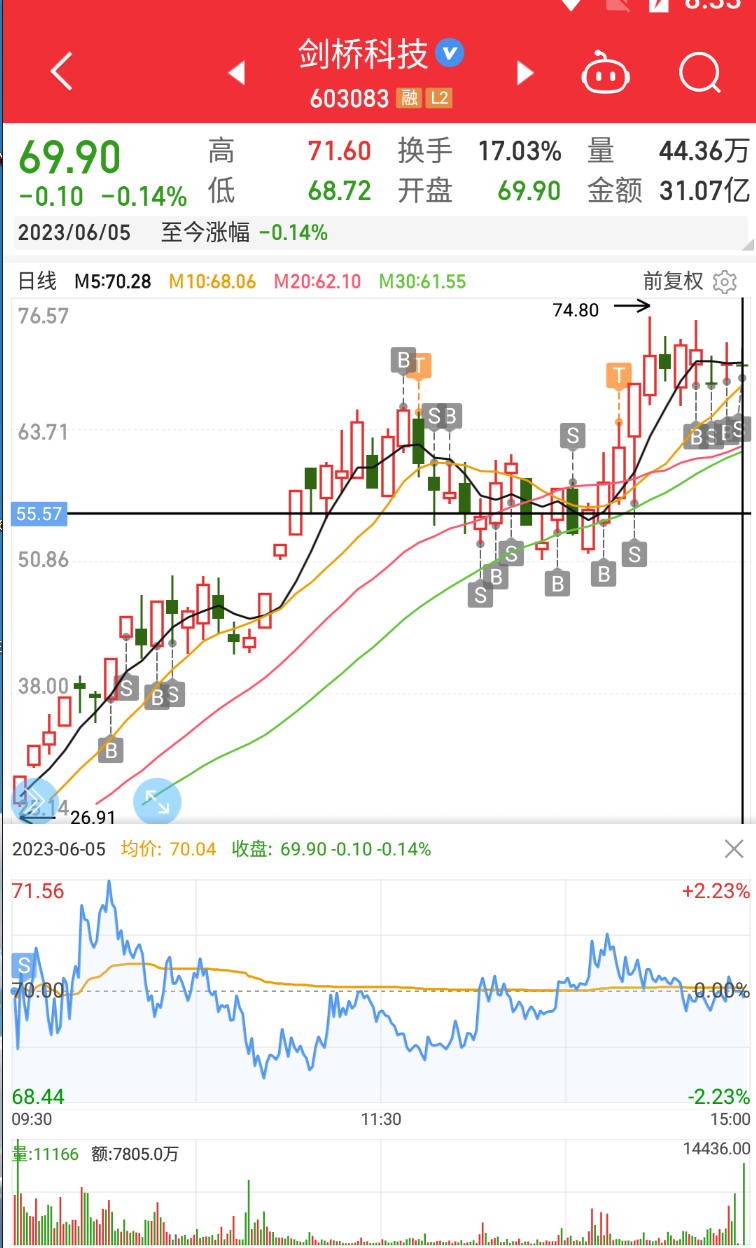 剑桥科技
603083 融 L2
69.90 高 71.60 换手 17.03% 量 44.36万
-0.10 -0.14% 低 68.72 开盘 69.90 金额 31.07亿
2023/06/05 至今涨幅 -0.14%
日线 M5:70.28 M10:68.06 M20:62.10 M30:61.55 前复权
76.57
74.80
B T
T
S B
63.71
S
B S B S
55.57
50.86
S
S
B
B
B
S
38.00
S
B S
B
26.91
2023-06-05 均价: 70.04 收盘: 69.90 -0.10 -0.14%
71.56 +2.23%
S
70.00 0.00%
68.44 -2.23%
09:30 11:30 15:00
量:11166 额:7805.0万 14436.00